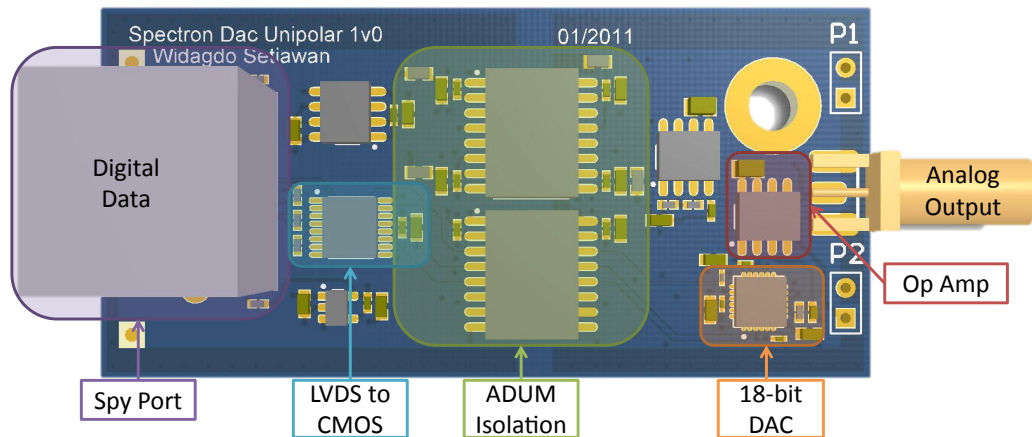 Spectron Dac Unipolar 1v0
Widagdo Setiawan
01/2011
P1
Digital
Data
Analog
Output
P2
Op Amp
Spy Port
LVDS to
CMOS
ADUM
Isolation
18-bit
DAC